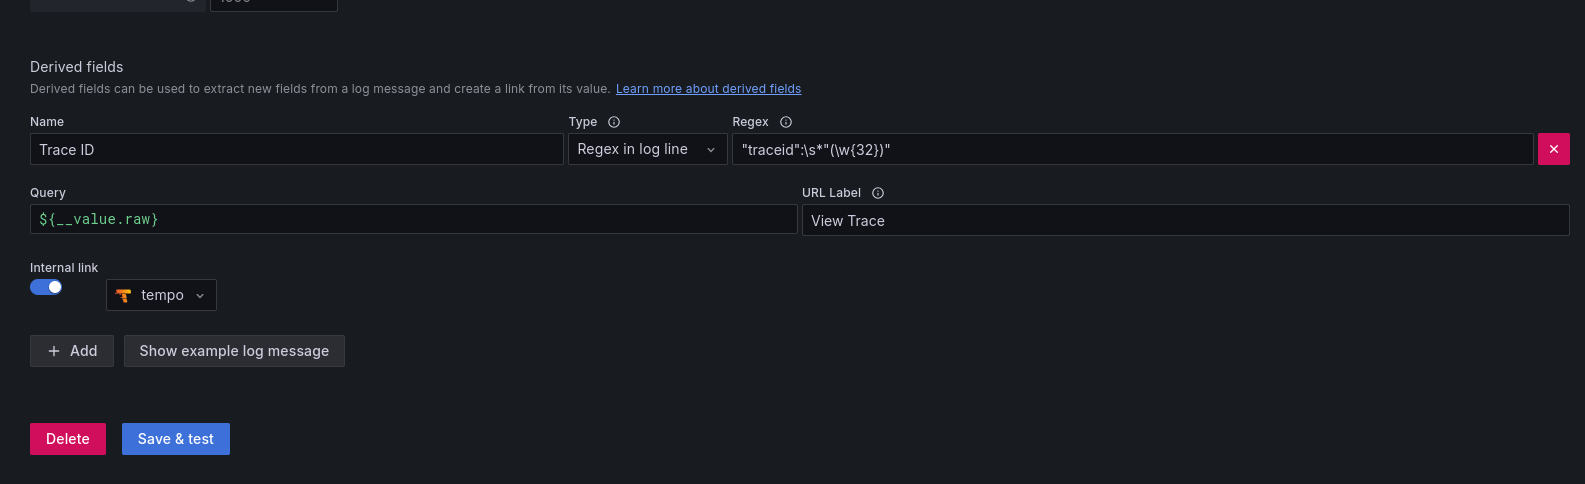 Derived fields
Derived fields can be used to extract new fields from a log message and create a link from its value. Learn more about derived fields
Name Type Regex
Trace ID Regex in log line "traceid":\s*"(\w{32})"
Query URL Label
${__value.raw} View Trace
Internal link
tempo
Add Show example log message
Delete Save & test